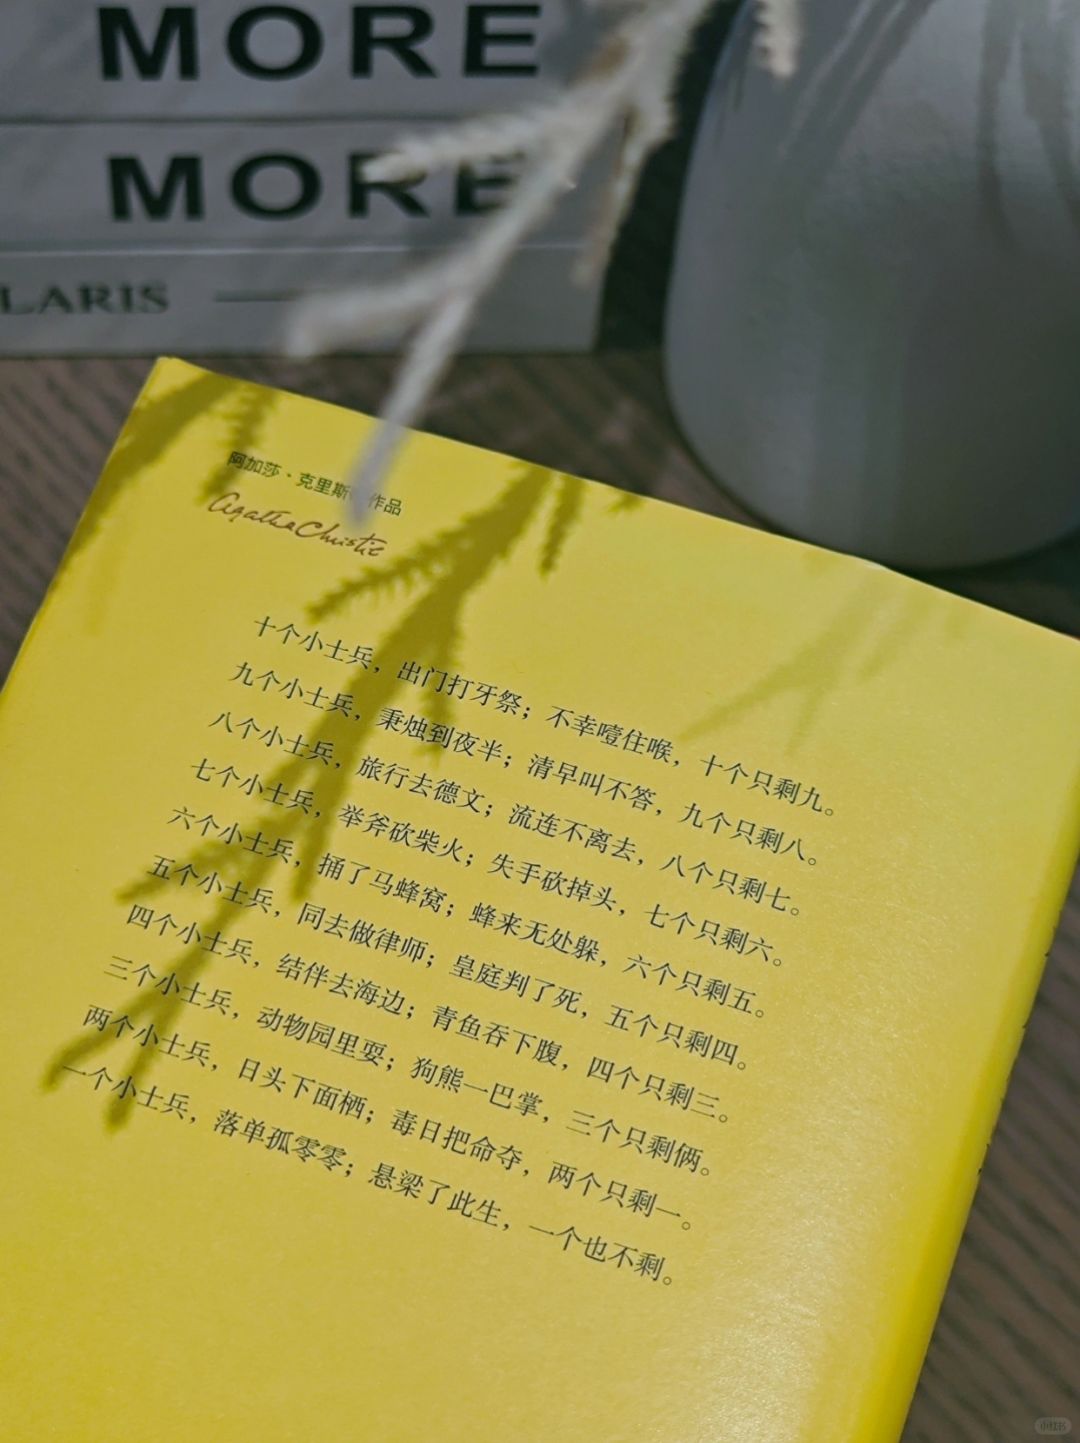 MORE
MORE
LARIS
阿加莎·克里斯 作品
Agatha Christie
十个小士兵，出门打牙祭；不幸噎住喉，十个只剩九。
九个小士兵，秉烛到夜半；清早叫不答，九个只剩八。
八个小士兵，旅行去德文；流连不离去，八个只剩七。
七个小士兵，举斧砍柴火；失手砍掉头，七个只剩六。
六个小士兵，捅了马蜂窝；蜂来无处躲，六个只剩五。
五个小士兵，同去做律师；皇庭判了死，五个只剩四。
四个小士兵，结伴去海边；青鱼吞下腹，四个只剩三。
三个小士兵，动物园里耍；狗熊一巴掌，三个只剩俩。
两个小士兵，日头下面栖；毒日把命夺，两个只剩一。
一个小士兵，落单孤零零；悬梁了此生，一个也不剩。
小红书